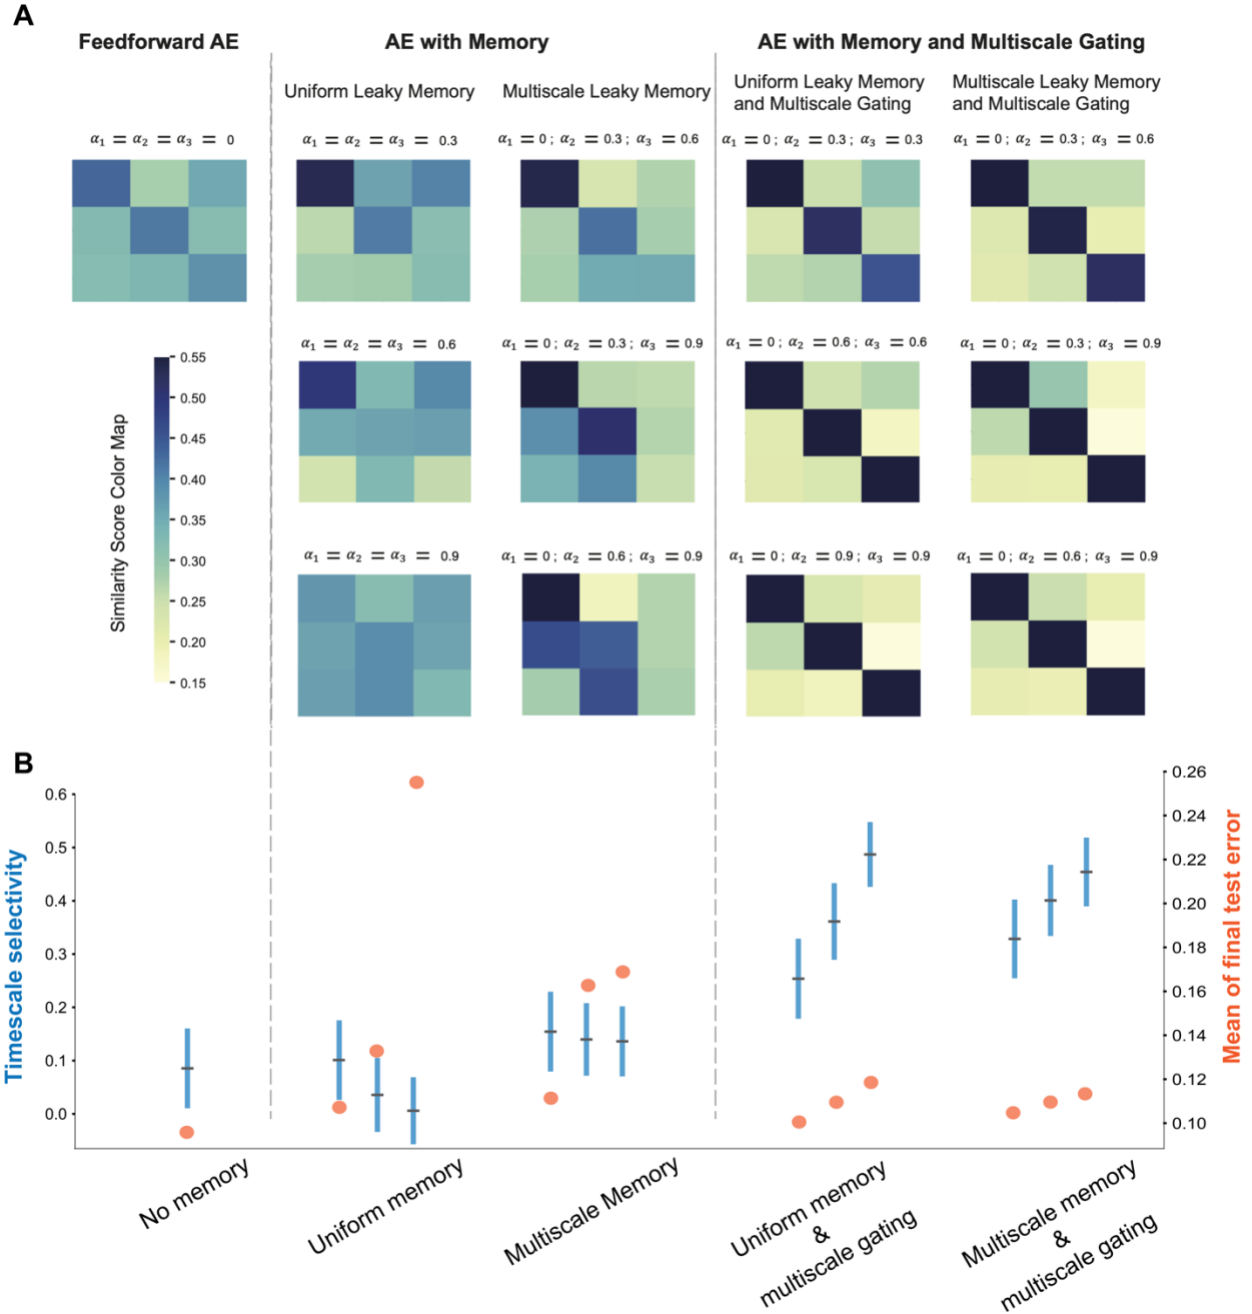 A
Feedforward AE
AE with Memory
AE with Memory and Multiscale Gating
Uniform Leaky Memory
Multiscale Leaky Memory
Uniform Leaky Memory
and Multiscale Gating
Multiscale Leaky Memory
and Multiscale Gating
α₁ = α₂ = α₃ = 0
α₁ = α₂ = α₃ = 0.3
α₁ = 0; α₂ = 0.3; α₃ = 0.6
α₁ = 0; α₂ = 0.3; α₃ = 0.3
α₁ = 0; α₂ = 0.3; α₃ = 0.6
α₁ = α₂ = α₃ = 0.6
α₁ = 0; α₂ = 0.3; α₃ = 0.9
α₁ = 0; α₂ = 0.6; α₃ = 0.6
α₁ = 0; α₂ = 0.3; α₃ = 0.9
Similarity Score Color Map
0.55
0.50
0.45
0.40
0.35
0.30
0.25
0.20
0.15
α₁ = α₂ = α₃ = 0.9
α₁ = 0; α₂ = 0.6; α₃ = 0.9
α₁ = 0; α₂ = 0.9; α₃ = 0.9
α₁ = 0; α₂ = 0.6; α₃ = 0.9
B
Timescale selectivity
0.6
0.5
0.4
0.3
0.2
0.1
0.0
0.26
0.24
0.22
0.20
0.18
0.16
0.14
0.12
0.10
Mean of final test error
No memory
Uniform memory
Multiscale Memory
Uniform memory
&
multiscale gating
Multiscale memory
&
multiscale gating